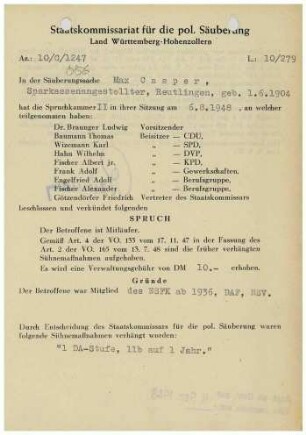 Staatskommissariat für die pol. Säuberung
Land Württemberg-Hohenzollern
Az.: 10/G/1247 L.: 10/279
556
In der Säuberungssache Max Casper,
Sparkassenangestellter, Reutlingen, geb. 1.6.1904
hat die Spruchkammer II in ihrer Sitzung am 6.8.1948, an welcher
teilgenommen haben:
Dr. Braunger Ludwig Vorsitzender
Baumann Thomas Beisitzer — CDU,
Wizemann Karl „ — SPD,
Hahn Wilhelm „ — DVP,
Fischer Albert jr. „ — KPD,
Frank Adolf „ — Gewerkschaften,
Engelfried Adolf „ — Berufsgruppe,
Fischer Alexander „ — Berufsgruppe,
Göttendörfer Friedrich Vertreter des Staatskommissars
beschlossen und verkündet folgenden
SPRUCH
Der Betroffene ist Mitläufer.
Gemäß Art. 4 der VO. 133 vom 17. 11. 47 in der Fassung des
Art. 2 der VO. 165 vom 13. 7. 48 sind die früher verhängten
Sühnemaßnahmen aufgehoben.
Es wird eine Verwaltungsgebühr von DM 10,- erhoben.
Gründe
Der Betroffene war Mitglied des NSFK ab 1936, DAF, NSV.
Durch Entscheidung des Staatskommissars für die pol. Säuberung waren
folgende Sühnemaßnahmen verhängt worden:
"1 DA-Stufe, 11b auf 1 Jahr."